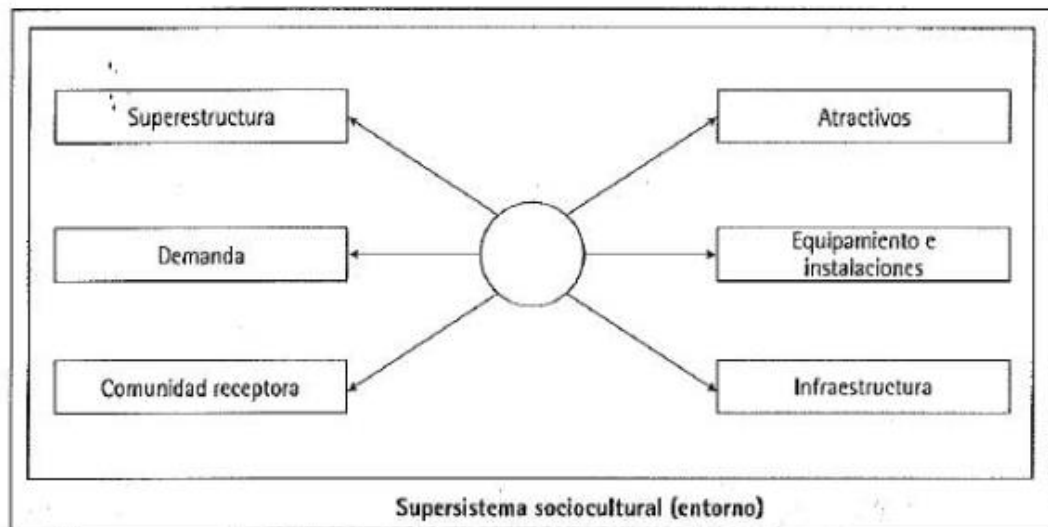 Superestructura
Atractivos
Demanda
Equipamiento e
instalaciones
Comunidad receptora
Infraestructura
Supersistema sociocultural (entorno)